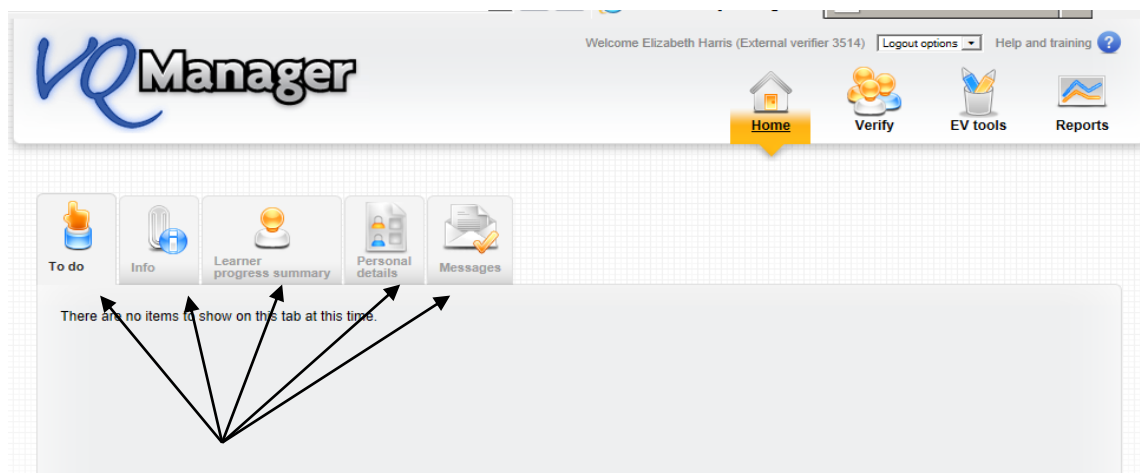 Welcome Elizabeth Harris (External verifier 3514) Logout options Help and training ?
VQManager
Home Verify EV tools Reports
To do Info Learner progress summary Personal details Messages
There are no items to show on this tab at this time.